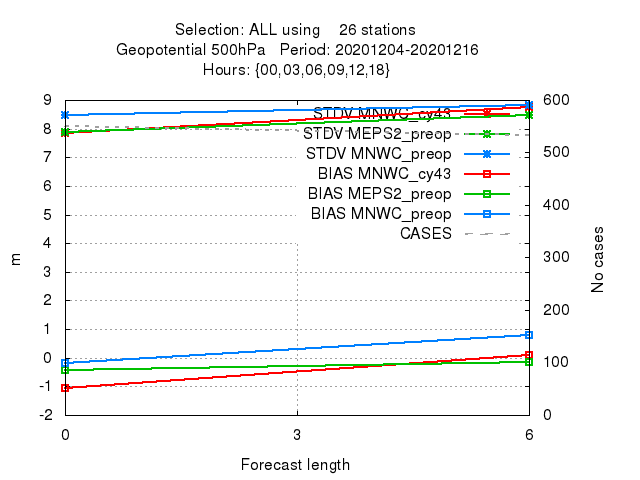 Selection: ALL using 26 stations
Geopotential 500hPa Period: 20201204-20201216
Hours: {00,03,06,09,12,18}
STDV MNWC_cy43
STDV MEPS2_preop
STDV MNWC_preop
BIAS MNWC_cy43
BIAS MEPS2_preop
BIAS MNWC_preop
CASES
9
8
7
6
5
4
3
2
1
0
-1
-2
m
600
500
400
300
200
100
0
No cases
0 3 6
Forecast length